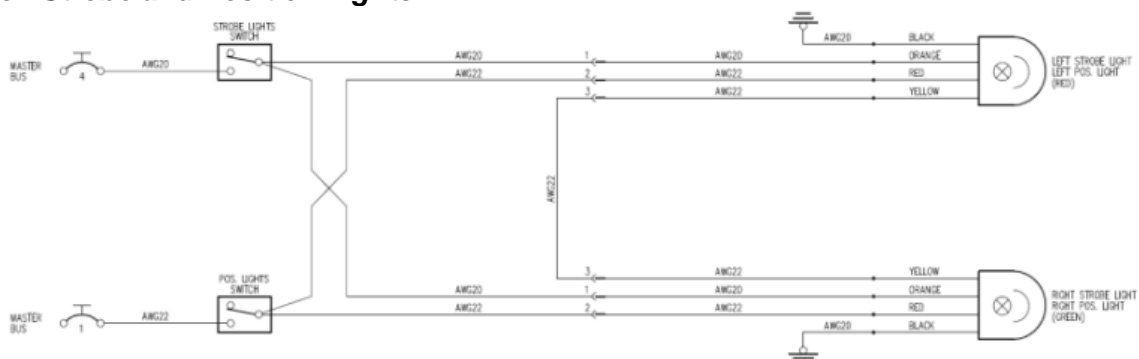 Strobe and Position Lights
STROBE LIGHTS
SWITCH
MASTER
BUS
4
AWG20
AWG20
AWG22
1
2
3
AWG20
BLACK
AWG20
ORANGE
AWG22
RED
AWG22
YELLOW
LEFT STROBE LIGHT
LEFT POS. LIGHT
(RED)
AWG22
POS. LIGHTS
SWITCH
MASTER
BUS
1
AWG22
AWG20
AWG22
3
1
2
AWG22
YELLOW
AWG20
ORANGE
AWG22
RED
AWG20
BLACK
RIGHT STROBE LIGHT
RIGHT POS. LIGHT
(GREEN)